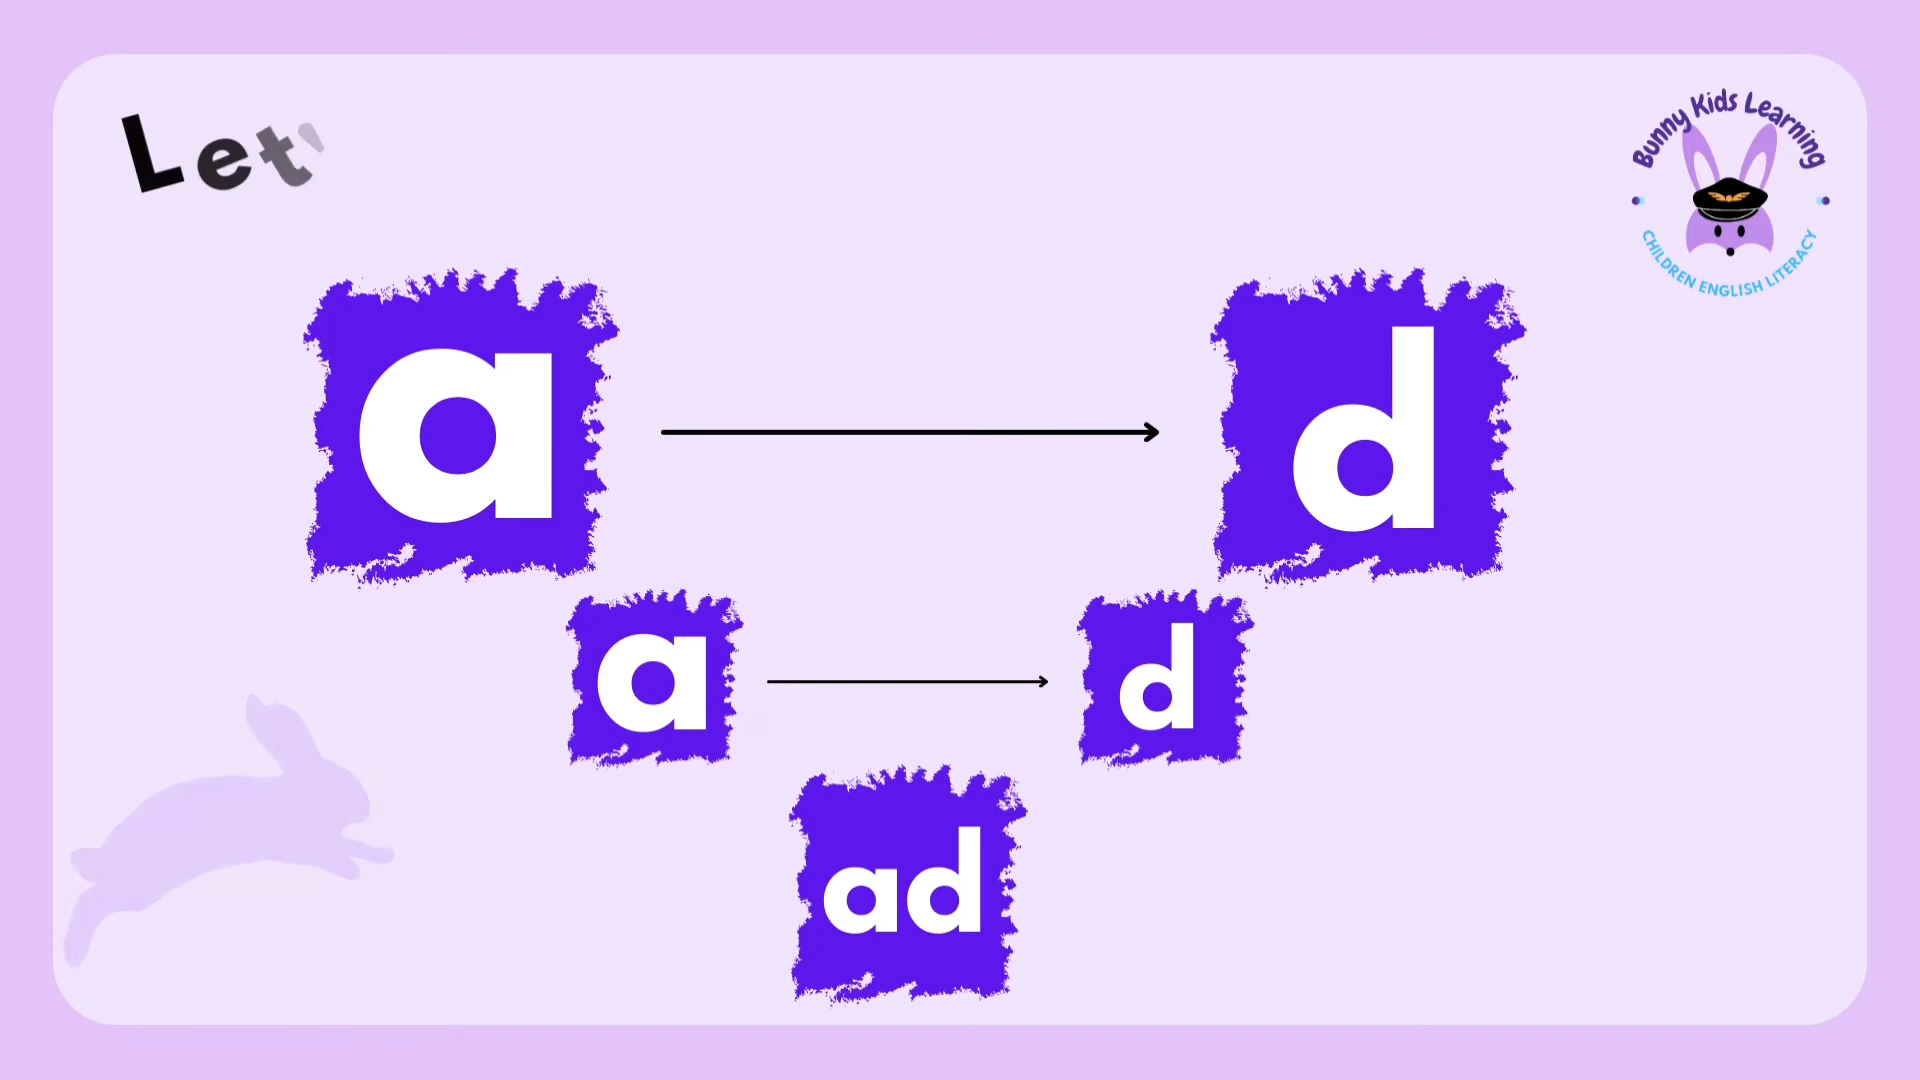 Let'
Bunny Kids Learning
CHILDREN ENGLISH LITERACY
a d
a d
ad